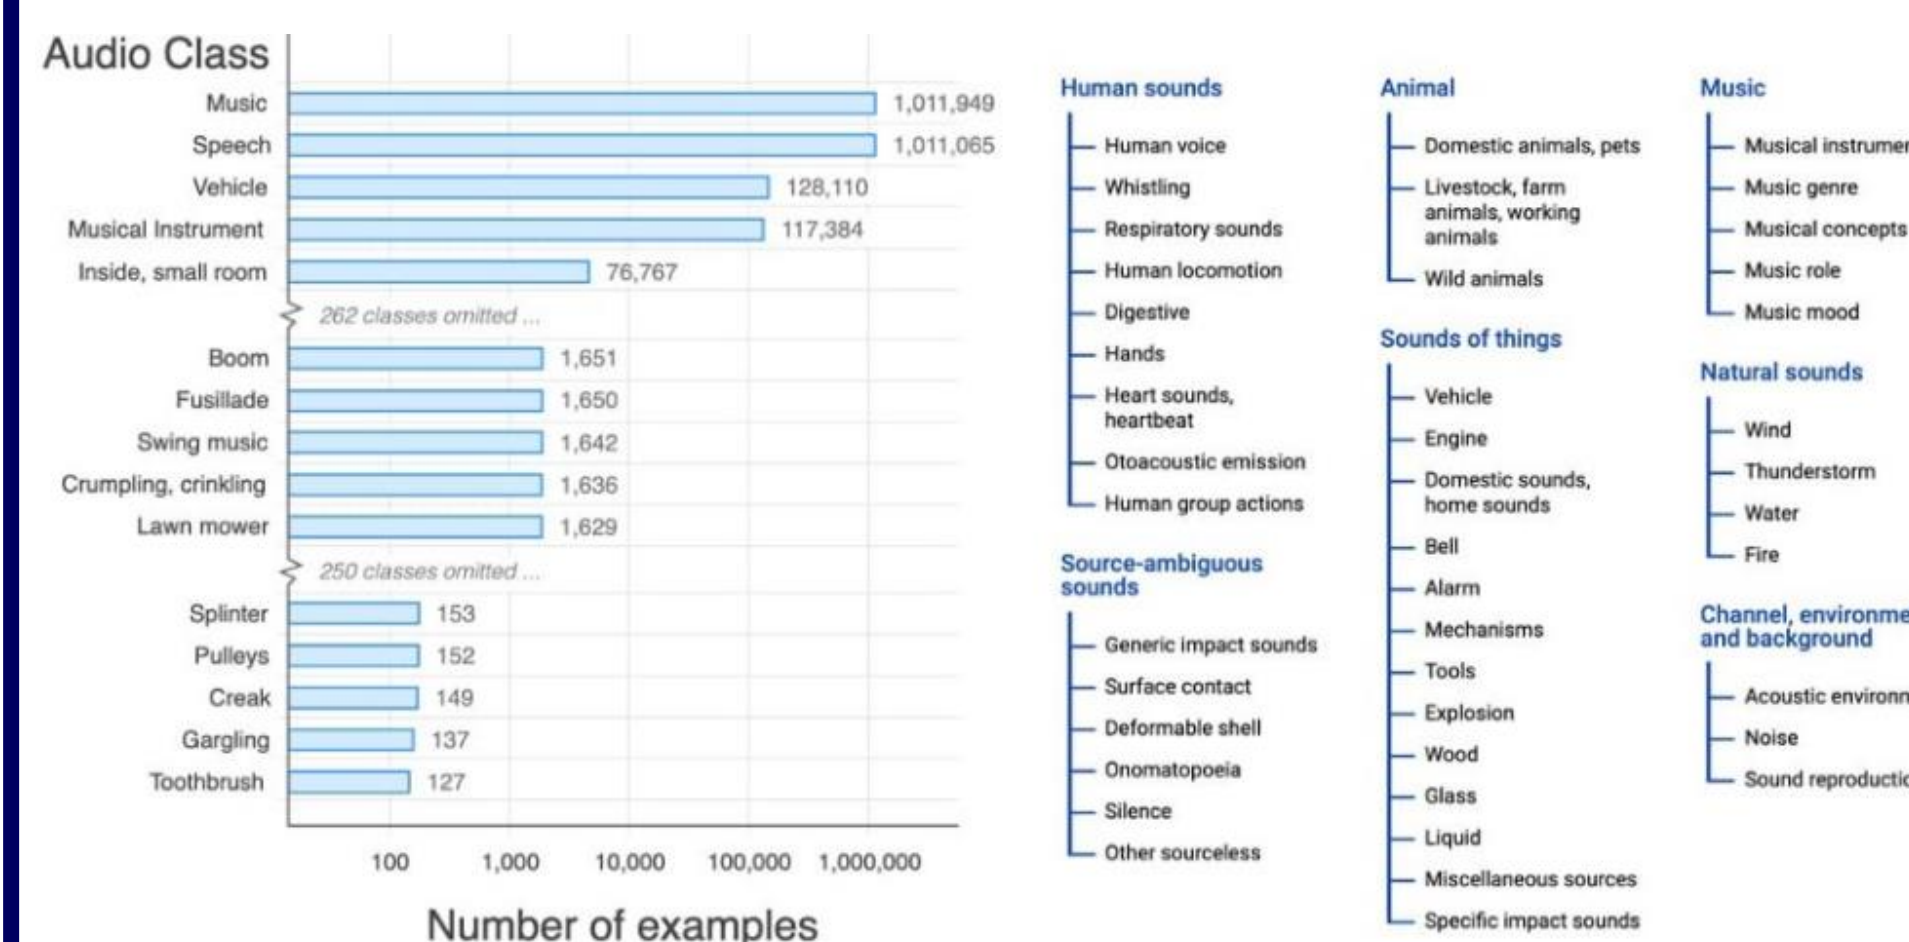 Audio Class
Music 1,011,949
Speech 1,011,065
Vehicle 128,110
Musical Instrument 117,384
Inside, small room 76,767
262 classes omitted ...
Boom 1,651
Fusillade 1,650
Swing music 1,642
Crumpling, crinkling 1,636
Lawn mower 1,629
250 classes omitted ...
Splinter 153
Pulleys 152
Creak 149
Gargling 137
Toothbrush 127
100 1,000 10,000 100,000 1,000,000
Number of examples
Human sounds
Human voice
Whistling
Respiratory sounds
Human locomotion
Digestive
Hands
Heart sounds,
heartbeat
Otoacoustic emission
Human group actions
Source-ambiguous
sounds
Generic impact sounds
Surface contact
Deformable shell
Onomatopoeia
Silence
Other sourceless
Animal
Domestic animals, pets
Livestock, farm
animals, working
animals
Wild animals
Sounds of things
Vehicle
Engine
Domestic sounds,
home sounds
Bell
Alarm
Mechanisms
Tools
Explosion
Wood
Glass
Liquid
Miscellaneous sources
Specific impact sounds
Music
Musical
Music genre
Musical concepts
Music role
Music mood
Natural sounds
Wind
Thunderstorm
Water
Fire
Channel,
and background
Acoustic
Noise
Sound